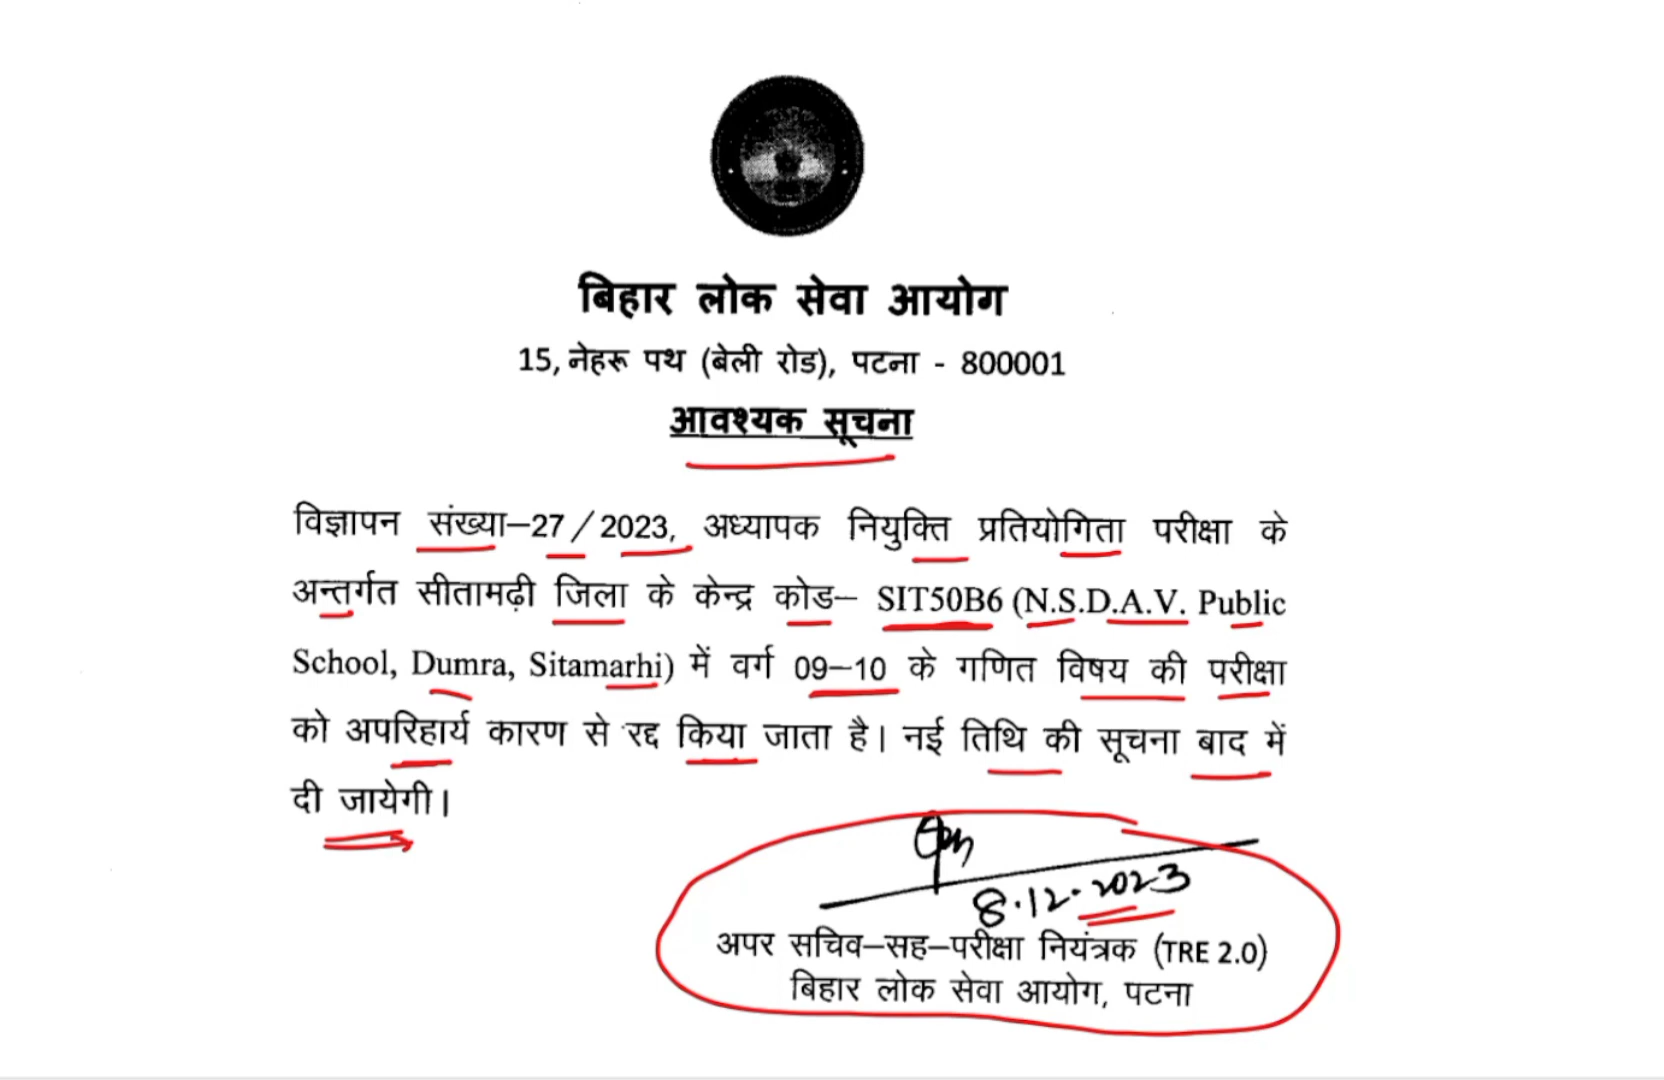 बिहार लोक सेवा आयोग
15, नेहरू पथ (बेली रोड), पटना - 800001
आवश्यक सूचना
विज्ञापन संख्या–27/2023, अध्यापक नियुक्ति प्रतियोगिता परीक्षा के
अन्तर्गत सीतामढ़ी जिला के केन्द्र कोड– SIT50B6 (N.S.D.A.V. Public
School, Dumra, Sitamarhi) में वर्ग 09–10 के गणित विषय की परीक्षा
को अपरिहार्य कारण से रद्द किया जाता है। नई तिथि की सूचना बाद में
दी जायेगी।
8.12.2023
अपर सचिव–सह–परीक्षा नियंत्रक (TRE 2.0)
बिहार लोक सेवा आयोग, पटना